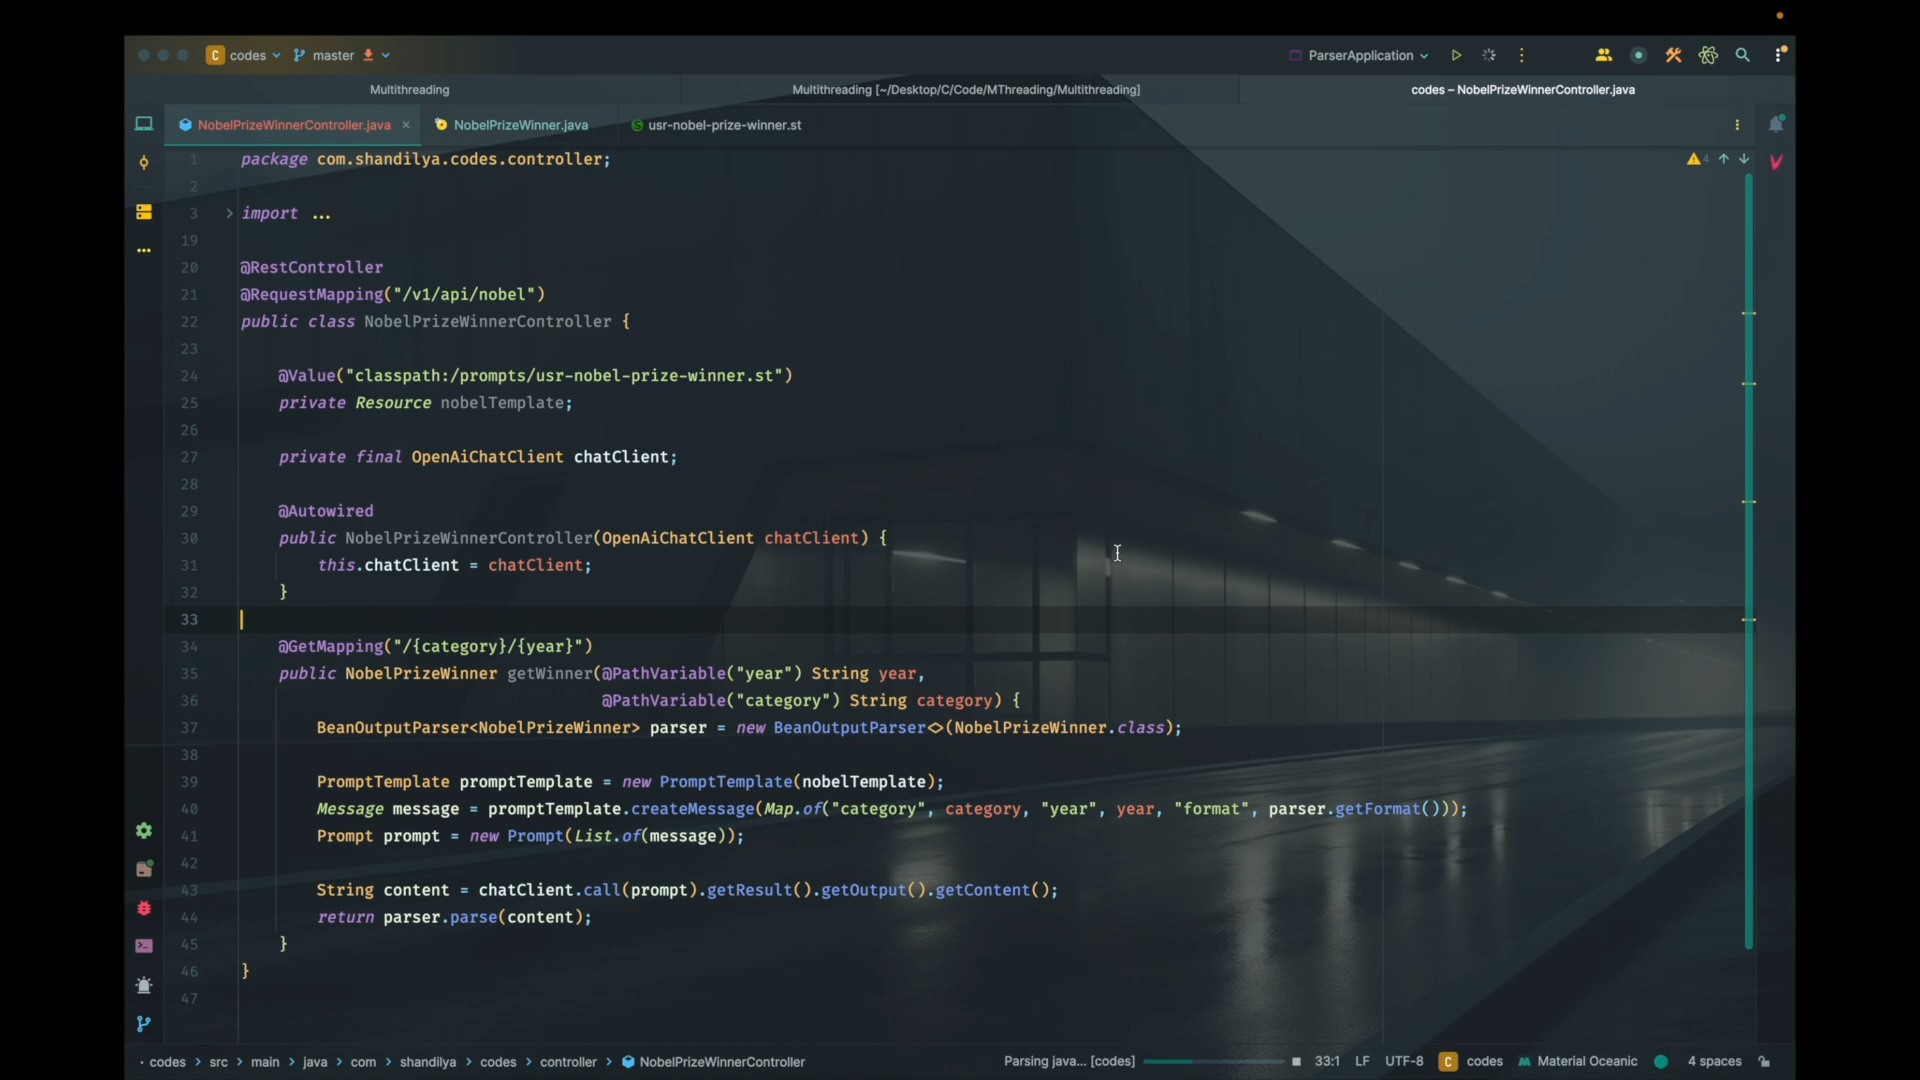 C codes master ParserApplication
Multithreading Multithreading [~/Desktop/C/Code/MThreading/Multithreading] codes – NobelPrizeWinnerController.java
NobelPrizeWinnerController.java × NobelPrizeWinner.java usr-nobel-prize-winner.st
1 package com.shandilya.codes.controller; 4
2
3 import ...
19
20 @RestController
21 @RequestMapping("/v1/api/nobel")
22 public class NobelPrizeWinnerController {
23
24 @Value("classpath:/prompts/usr-nobel-prize-winner.st")
25 private Resource nobelTemplate;
26
27 private final OpenAiChatClient chatClient;
28
29 @Autowired
30 public NobelPrizeWinnerController(OpenAiChatClient chatClient) {
31 this.chatClient = chatClient;
32 }
33
34 @GetMapping("/{category}/{year}")
35 public NobelPrizeWinner getWinner(@PathVariable("year") String year,
36 @PathVariable("category") String category) {
37 BeanOutputParser<NobelPrizeWinner> parser = new BeanOutputParser<>(NobelPrizeWinner.class);
38
39 PromptTemplate promptTemplate = new PromptTemplate(nobelTemplate);
40 Message message = promptTemplate.createMessage(Map.of("category", category, "year", year, "format", parser.getFormat()));
41 Prompt prompt = new Prompt(List.of(message));
42
43 String content = chatClient.call(prompt).getResult().getOutput().getContent();
44 return parser.parse(content);
45 }
46 }
47
codes > src > main > java > com > shandilya > codes > controller > NobelPrizeWinnerController Parsing java... [codes] 33:1 LF UTF-8 C codes Material Oceanic 4 spaces